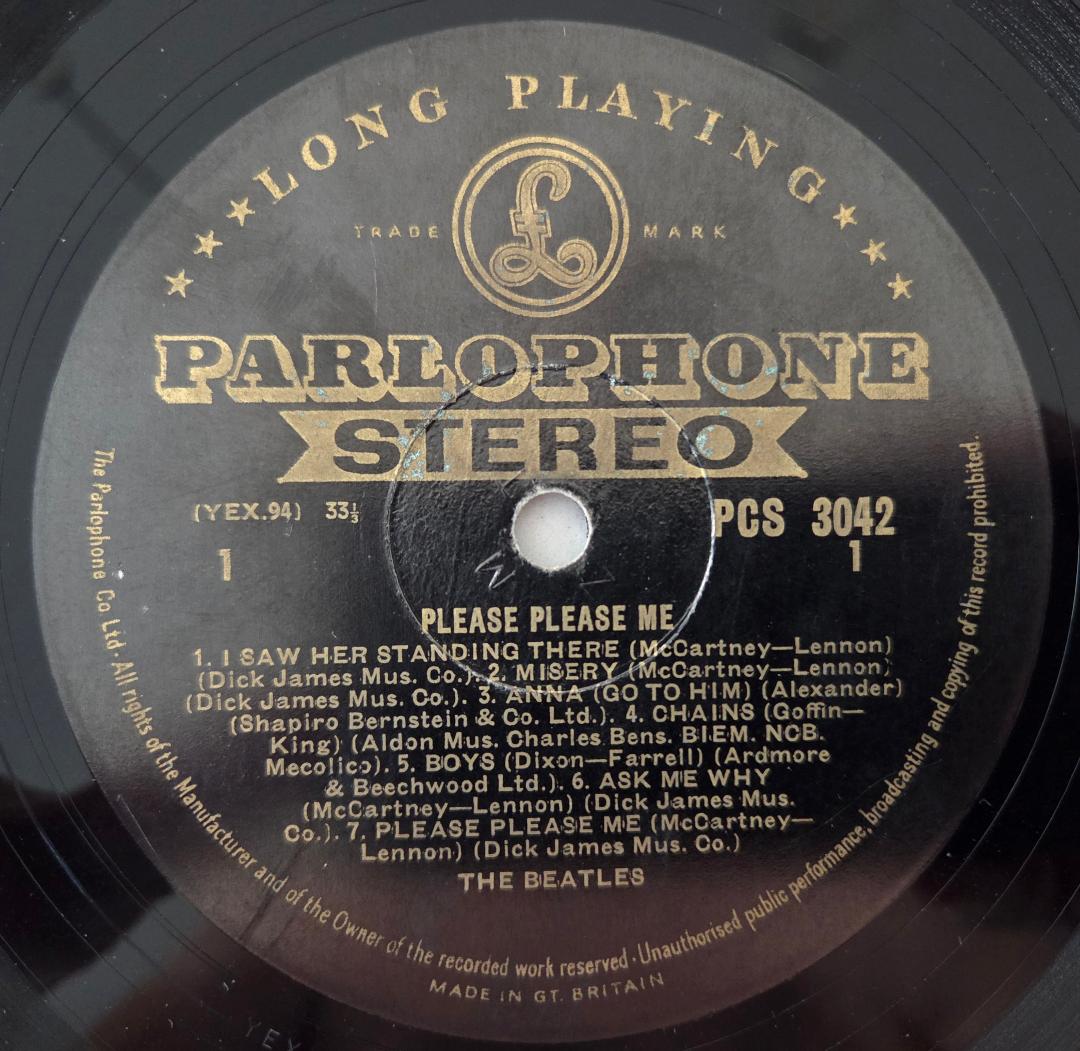 ★★★ LONG PLAYING ★★★
TRADE £ MARK
PARLOPHONE
STEREO
(YEX.94) 33⅓ PCS 3042
1 1
PLEASE PLEASE ME
1. I SAW HER STANDING THERE (McCartney—Lennon)
(Dick James Mus. Co.). 2. MISERY (McCartney—Lennon)
(Dick James Mus. Co.). 3. ANNA (GO TO HIM) (Alexander)
(Shapiro Bernstein & Co. Ltd.). 4. CHAINS (Goffin—
King) (Aldon Mus. Charles Bens. BIEM. NCB.
Mecolico). 5. BOYS (Dixon—Farrell) (Ardmore
& Beechwood Ltd.). 6. ASK ME WHY
(McCartney—Lennon) (Dick James Mus.
Co.). 7. PLEASE PLEASE ME (McCartney—
Lennon) (Dick James Mus. Co.)
THE BEATLES
The Parlophone Co Ltd. All rights of the Manufacturer and of the Owner of the recorded work reserved. Unauthorised public performance, broadcasting and copying of this record prohibited.
MADE IN GT. BRITAIN
YEX